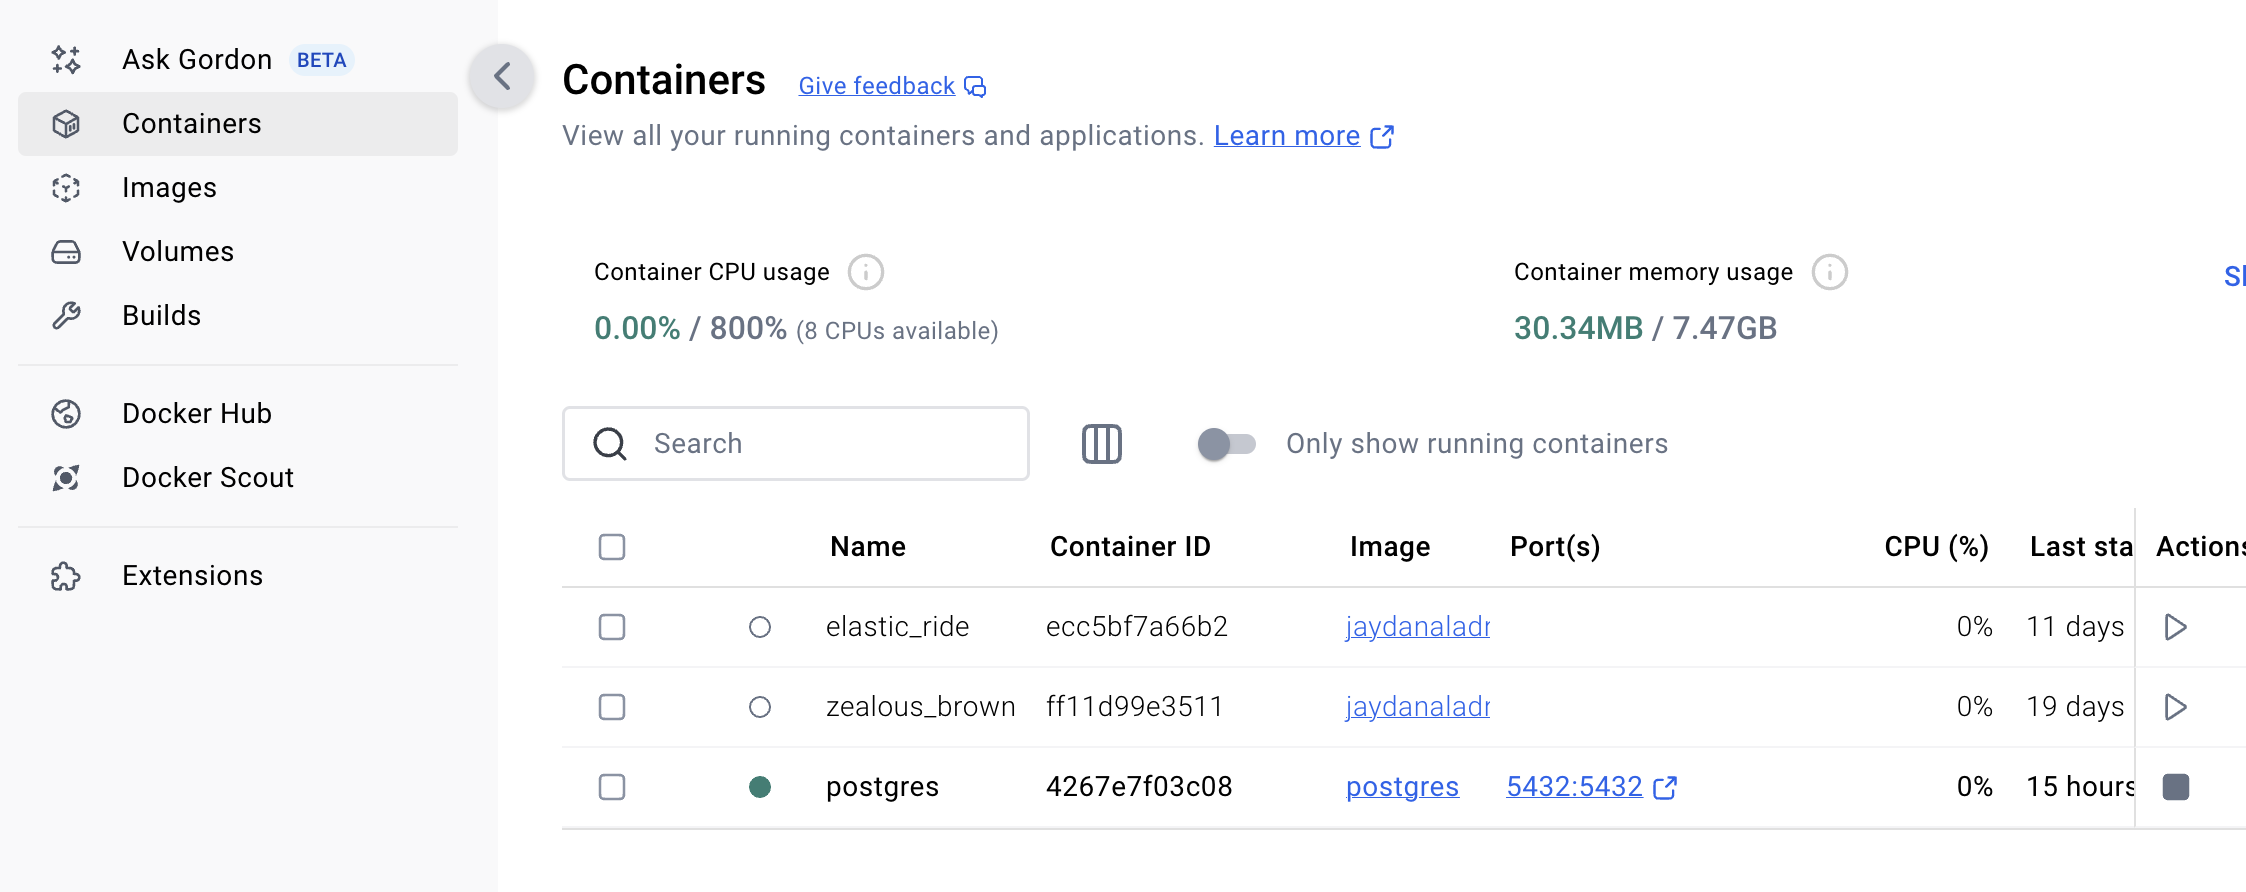 Ask Gordon BETA
Containers
Images
Volumes
Builds
Docker Hub
Docker Scout
Extensions
Containers Give feedback
View all your running containers and applications. Learn more
Container CPU usage
0.00% / 800% (8 CPUs available)
Container memory usage
30.34MB / 7.47GB
Search
Only show running containers
Name Container ID Image Port(s) CPU (%) Last sta Actions
elastic_ride ecc5bf7a66b2 jaydanaladr 0% 11 days
zealous_brown ff11d99e3511 jaydanaladr 0% 19 days
postgres 4267e7f03c08 postgres 5432:5432 0% 15 hours